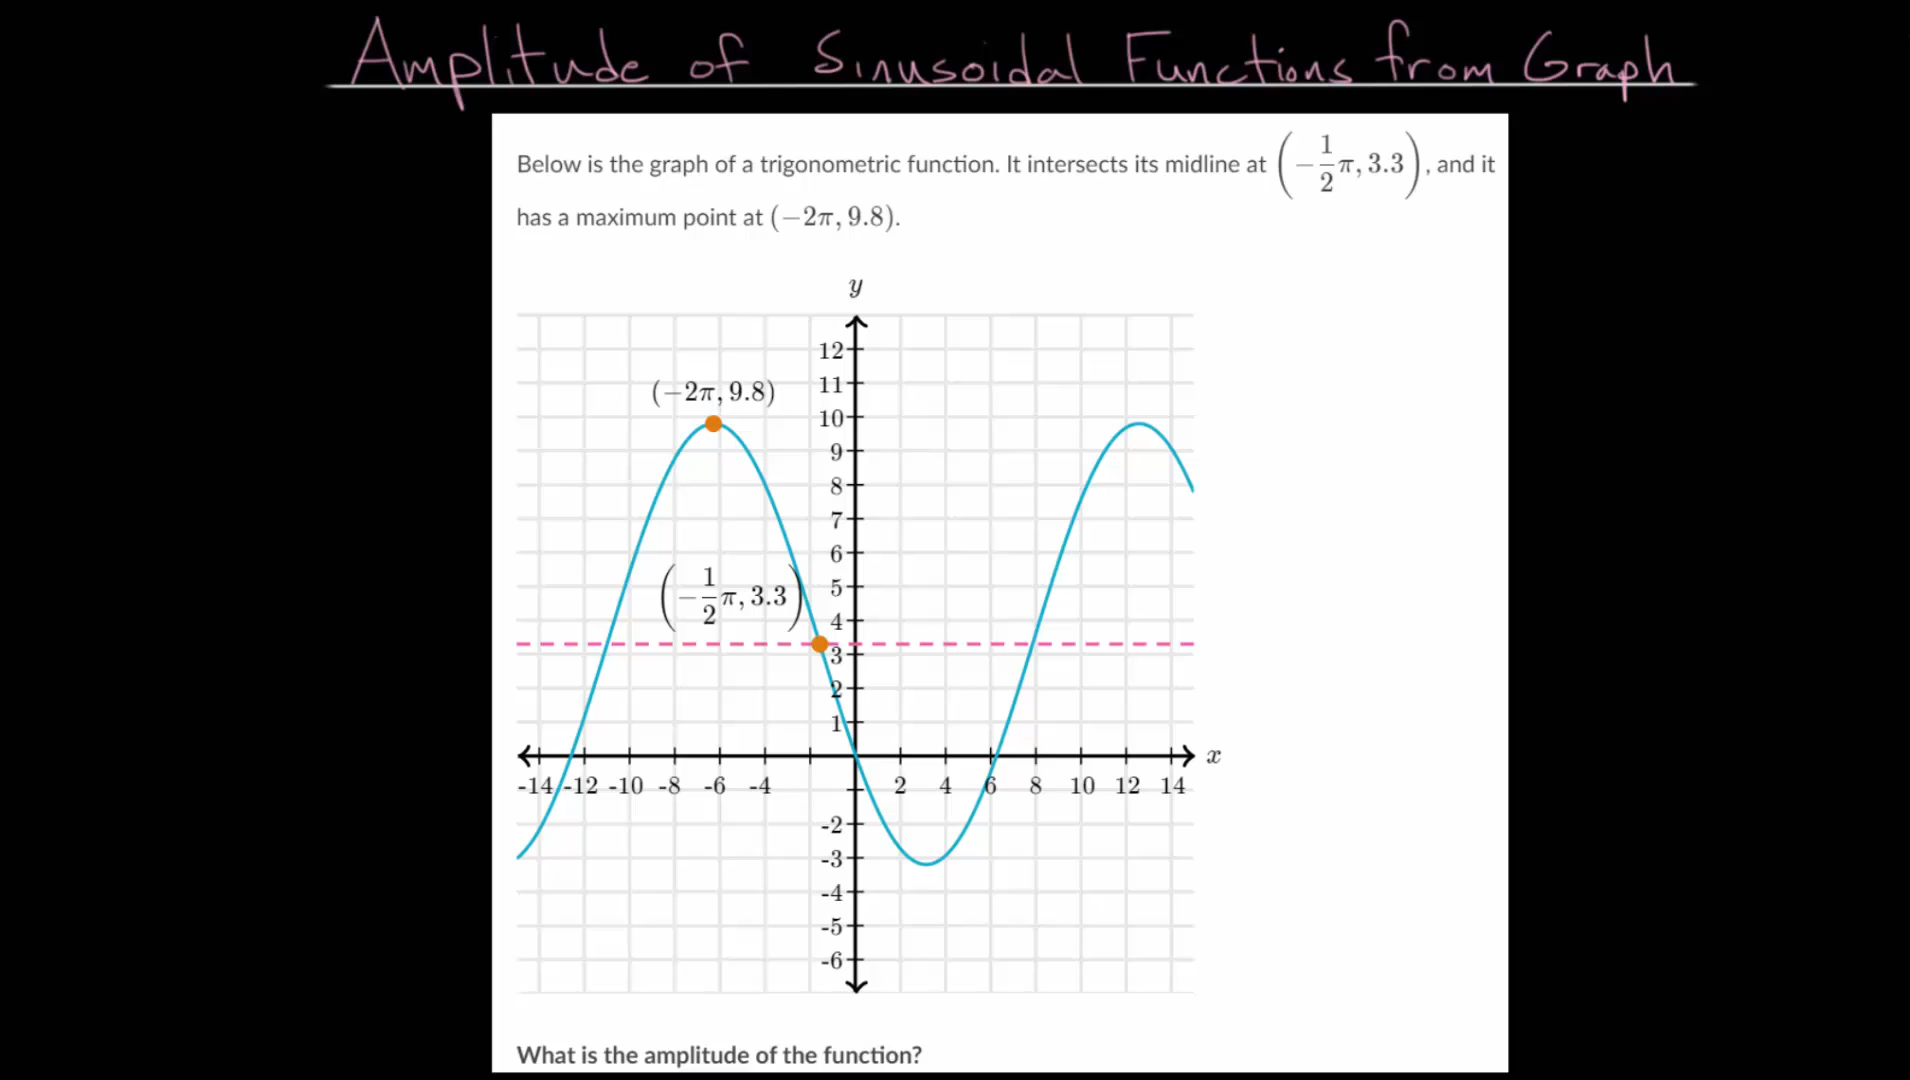 Amplitude of Sinusoidal Functions from Graph
Below is the graph of a trigonometric function. It intersects its midline at (−1/2π, 3.3), and it
has a maximum point at (−2π, 9.8).
y
12
11
(−2π, 9.8)
10
9
8
7
6
(−1/2π, 3.3)
5
4
3
2
1
x
-14 -12 -10 -8 -6 -4 2 4 6 8 10 12 14
-2
-3
-4
-5
-6
What is the amplitude of the function?